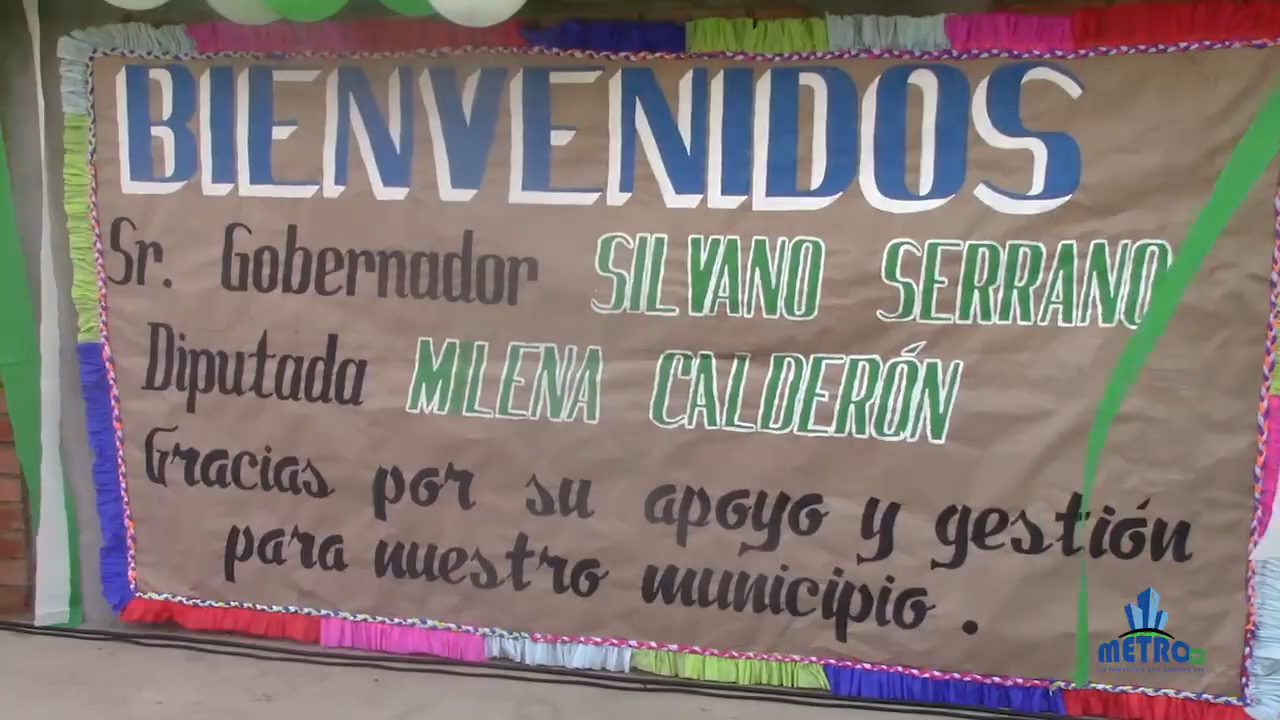 BIENVENIDOS
Sr. Gobernador SILVANO SERRANO
Diputada MILENA CALDERÓN
Gracias por su apoyo y gestión
para nuestro municipio.
METRO